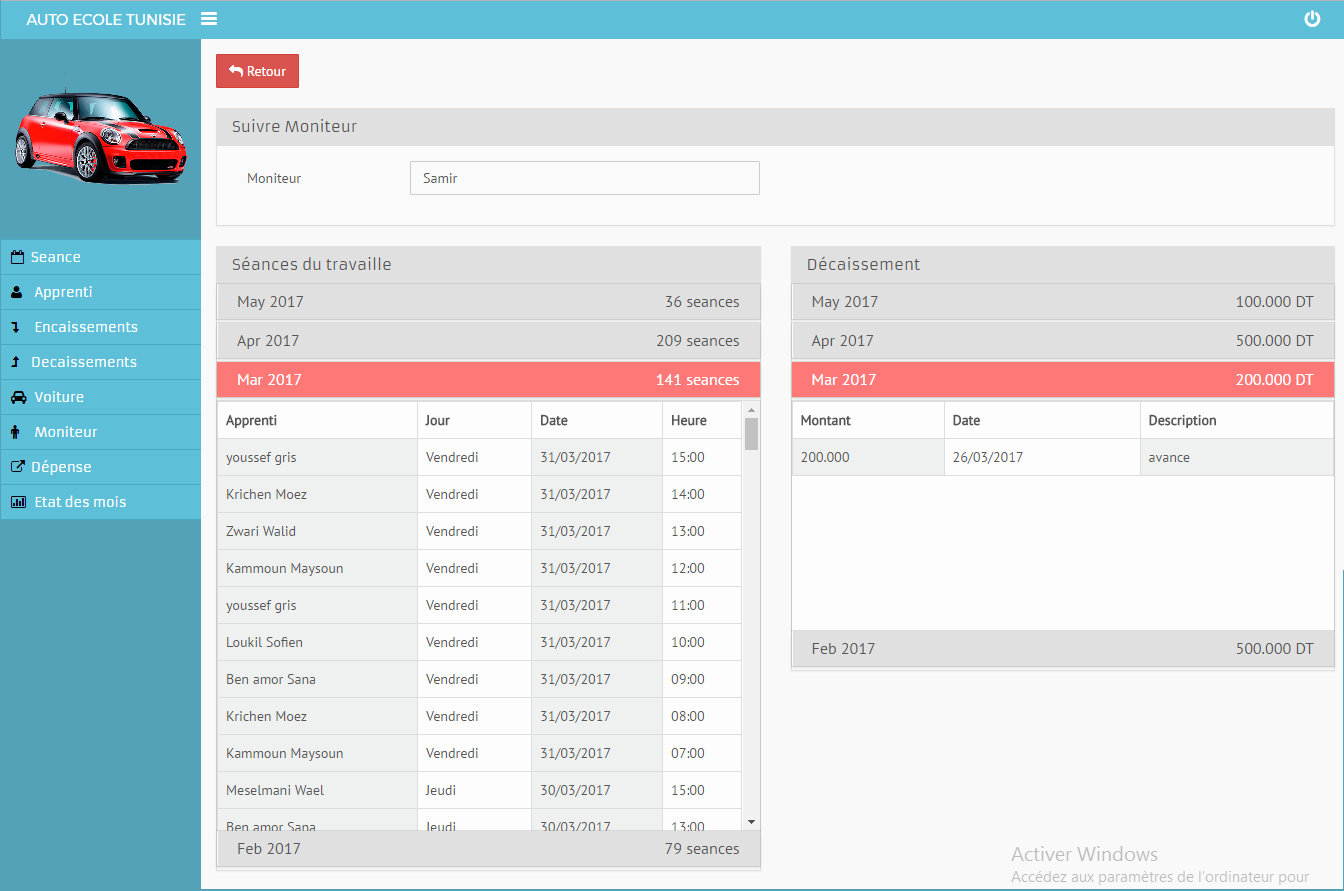 AUTO ECOLE TUNISIE
Retour
Suivre Moniteur
Moniteur Samir
Seance
Apprenti
Encaissements
Decaissements
Voiture
Moniteur
Dépense
Etat des mois
Séances du travaille
May 2017 36 seances
Apr 2017 209 seances
Mar 2017 141 seances
Apprenti Jour Date Heure
youssef gris Vendredi 31/03/2017 15:00
Krichen Moez Vendredi 31/03/2017 14:00
Zwari Walid Vendredi 31/03/2017 13:00
Kammoun Maysoun Vendredi 31/03/2017 12:00
youssef gris Vendredi 31/03/2017 11:00
Loukil Sofien Vendredi 31/03/2017 10:00
Ben amor Sana Vendredi 31/03/2017 09:00
Krichen Moez Vendredi 31/03/2017 08:00
Kammoun Maysoun Vendredi 31/03/2017 07:00
Meselmani Wael Jeudi 30/03/2017 15:00
Ben amor Sana Jeudi 30/03/2017 13:00
Feb 2017 79 seances
Décaissement
May 2017 100.000 DT
Apr 2017 500.000 DT
Mar 2017 200.000 DT
Montant Date Description
200.000 26/03/2017 avance
Feb 2017 500.000 DT
Activer Windows
Accédez aux paramètres de l'ordinateur pour